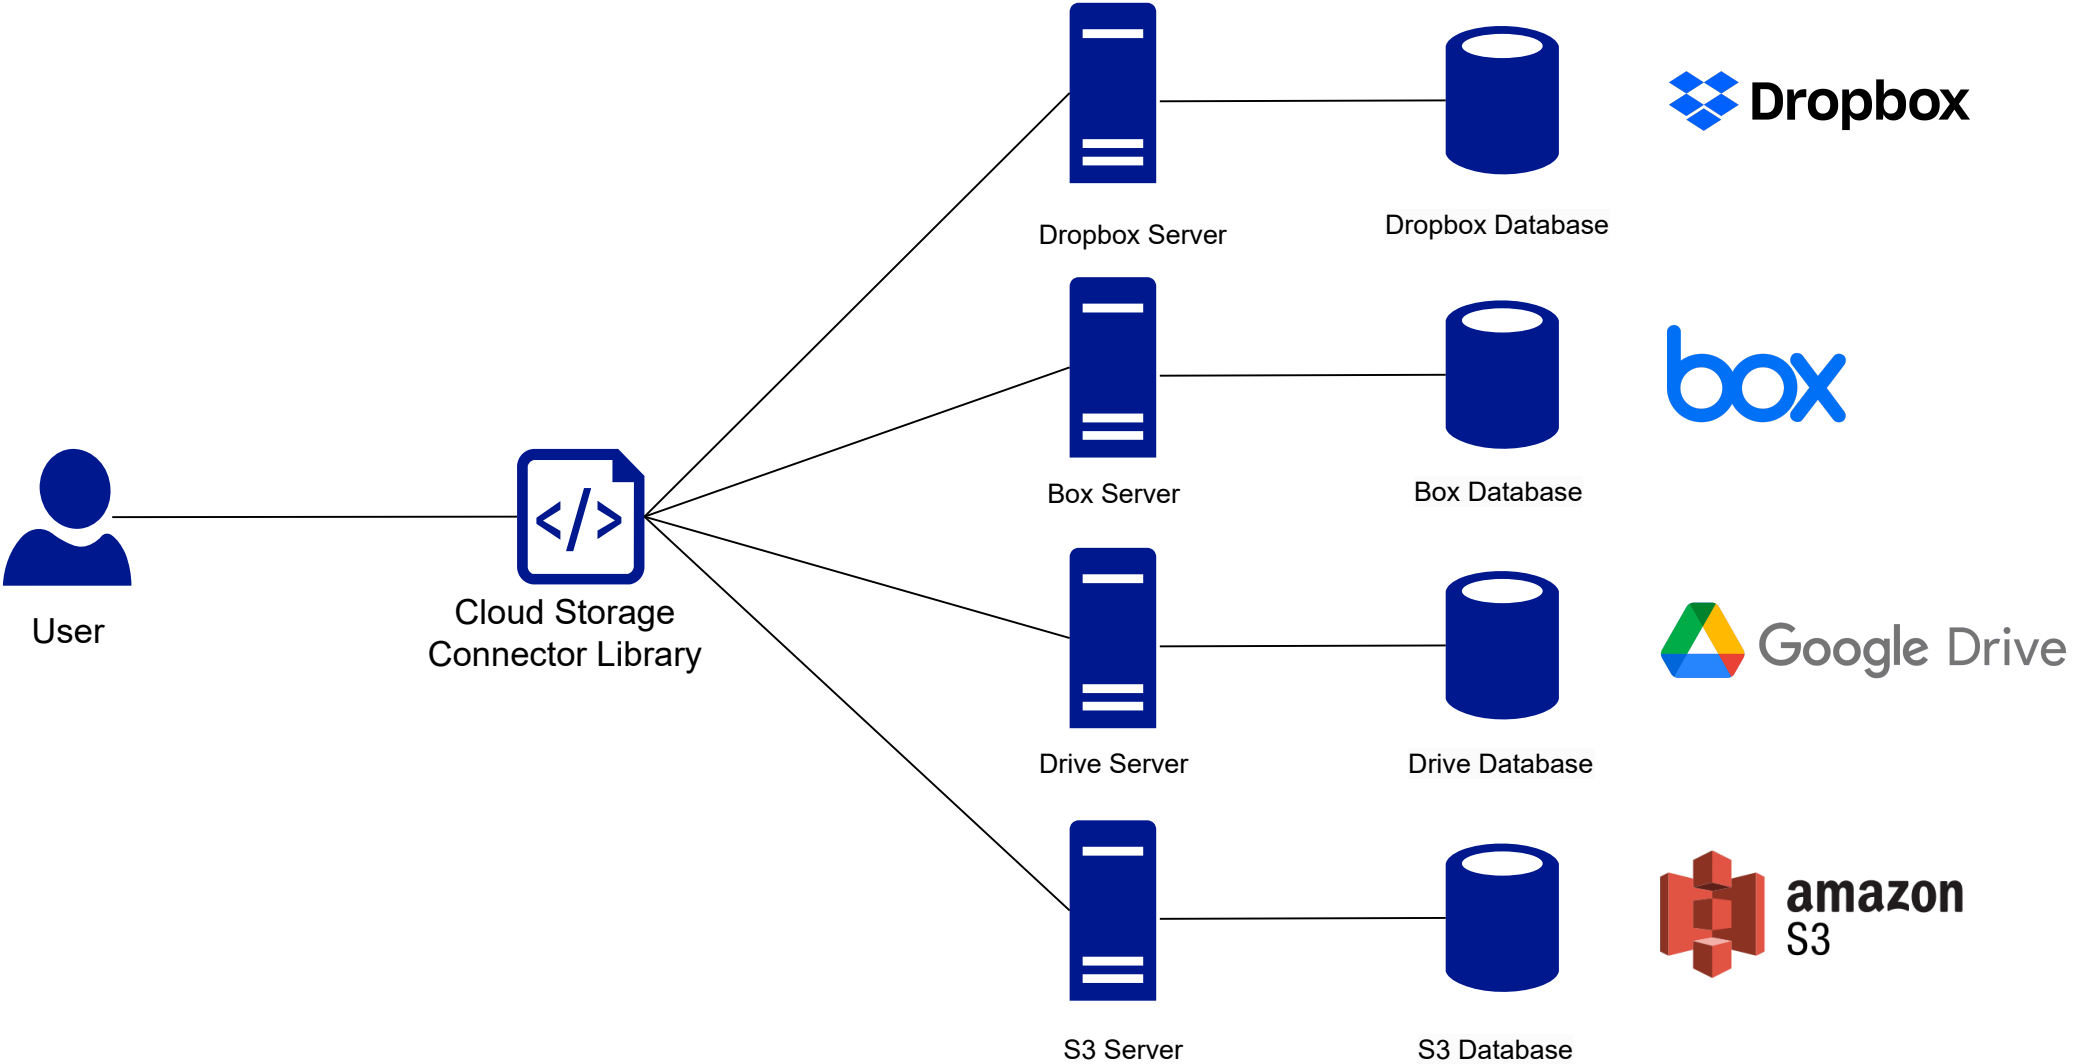 Dropbox
Dropbox Server
Dropbox Database
box
Box Server
Box Database
</>
User
Cloud Storage
Connector Library
Google Drive
Drive Server
Drive Database
amazon
S3
S3 Server
S3 Database